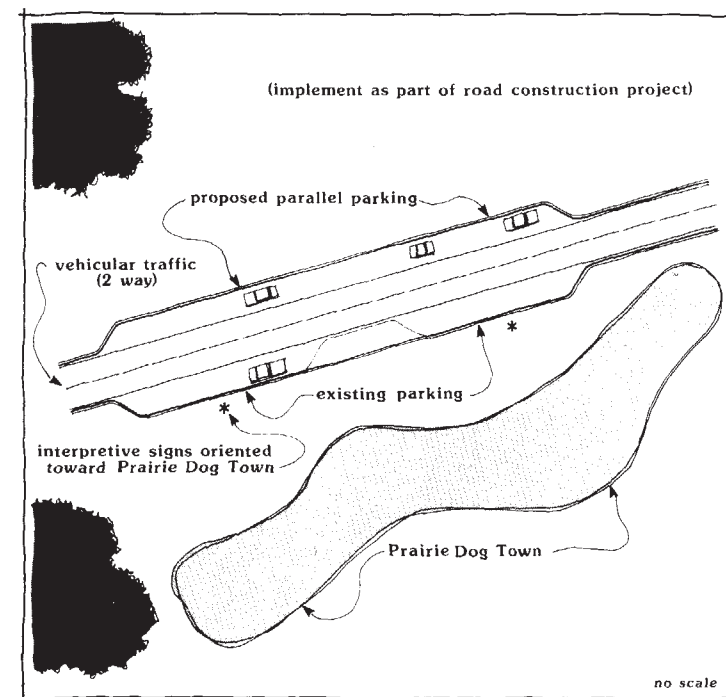 (implement as part of road construction project)
proposed parallel parking
vehicular traffic
(2 way)
*
existing parking
*
interpretive signs oriented
toward Prairie Dog Town
Prairie Dog Town
no scale